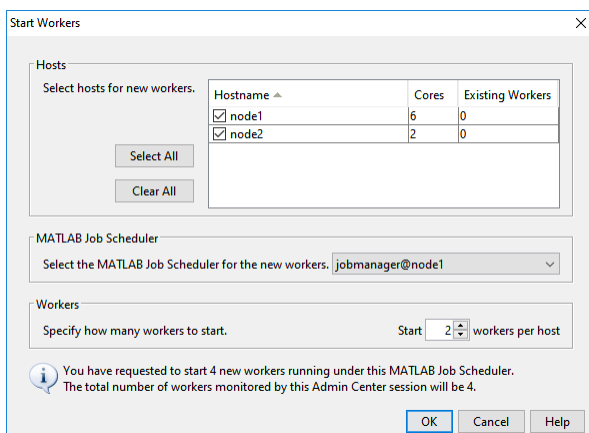 Start Workers
Hosts
Select hosts for new workers.
Hostname Cores Existing Workers
node1 6 0
node2 2 0
Select All
Clear All
MATLAB Job Scheduler
Select the MATLAB Job Scheduler for the new workers. jobmanager@node1
Workers
Specify how many workers to start. Start 2 workers per host
You have requested to start 4 new workers running under this MATLAB Job Scheduler.
The total number of workers monitored by this Admin Center session will be 4.
OK Cancel Help